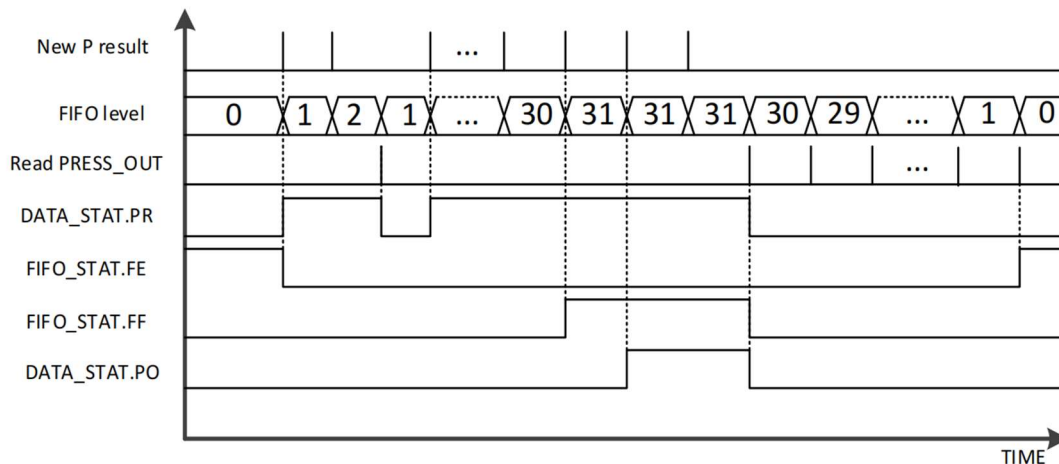 New P result ...
FIFO level 0 1 2 1 ... 30 31 31 31 30 29 ... 1 0
Read PRESS_OUT ...
DATA_STAT.PR
FIFO_STAT.FE
FIFO_STAT.FF
DATA_STAT.PO
TIME